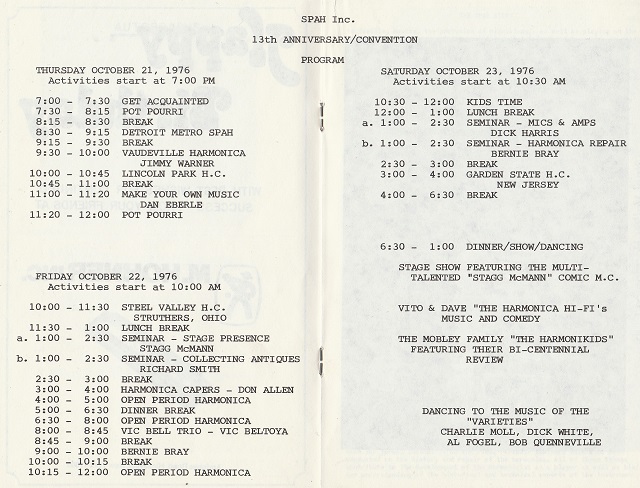 SPAH Inc.
13th ANNIVERSARY/CONVENTION
PROGRAM
THURSDAY OCTOBER 21, 1976
Activities start at 7:00 PM
7:00 - 7:30 GET ACQUAINTED
7:30 - 8:15 POT POURRI
8:15 - 8:30 BREAK
8:30 - 9:15 DETROIT METRO SPAH
9:15 - 9:30 BREAK
9:30 - 10:00 VAUDEVILLE HARMONICA
JIMMY WARNER
10:00 - 10:45 LINCOLN PARK H.C.
10:45 - 11:00 BREAK
11:00 - 11:20 MAKE YOUR OWN MUSIC
DAN EBERLE
11:20 - 12:00 POT POURRI
FRIDAY OCTOBER 22, 1976
Activities start at 10:00 AM
10:00 - 11:30 STEEL VALLEY H.C.
STRUTHERS, OHIO
11:30 - 1:00 LUNCH BREAK
a. 1:00 - 2:30 SEMINAR - STAGE PRESENCE
STAGG McMANN
b. 1:00 - 2:30 SEMINAR - COLLECTING ANTIQUES
RICHARD SMITH
2:30 - 3:00 BREAK
3:00 - 4:00 HARMONICA CAPERS - DON ALLEN
4:00 - 5:00 OPEN PERIOD HARMONICA
5:00 - 6:30 DINNER BREAK
6:30 - 8:00 OPEN PERIOD HARMONICA
8:00 - 8:45 VIC BELL TRIO - VIC BELTOYA
8:45 - 9:00 BREAK
9:00 - 10:00 BERNIE BRAY
10:00 - 10:15 BREAK
10:15 - 12:00 OPEN PERIOD HARMONICA
SATURDAY OCTOBER 23, 1976
Activities start at 10:30 AM
10:30 - 12:00 KIDS TIME
12:00 - 1:00 LUNCH BREAK
a. 1:00 - 2:30 SEMINAR - MICS & AMPS
DICK HARRIS
b. 1:00 - 2:30 SEMINAR - HARMONICA REPAIR
BERNIE BRAY
2:30 - 3:00 BREAK
3:00 - 4:00 GARDEN STATE H.C.
NEW JERSEY
4:00 - 6:30 BREAK
6:30 - 1:00 DINNER/SHOW/DANCING
STAGE SHOW FEATURING THE MULTI-
TALENTED "STAGG McMANN" COMIC M.C.
VITO & DAVE "THE HARMONICA HI-FI's
MUSIC AND COMEDY
THE MOBLEY FAMILY "THE HARMONIKIDS"
FEATURING THEIR BI-CENTENNIAL
REVIEW
DANCING TO THE MUSIC OF THE
"VARIETIES"
CHARLIE MOLL, DICK WHITE,
AL FOGEL, BOB QUENNEVILLE